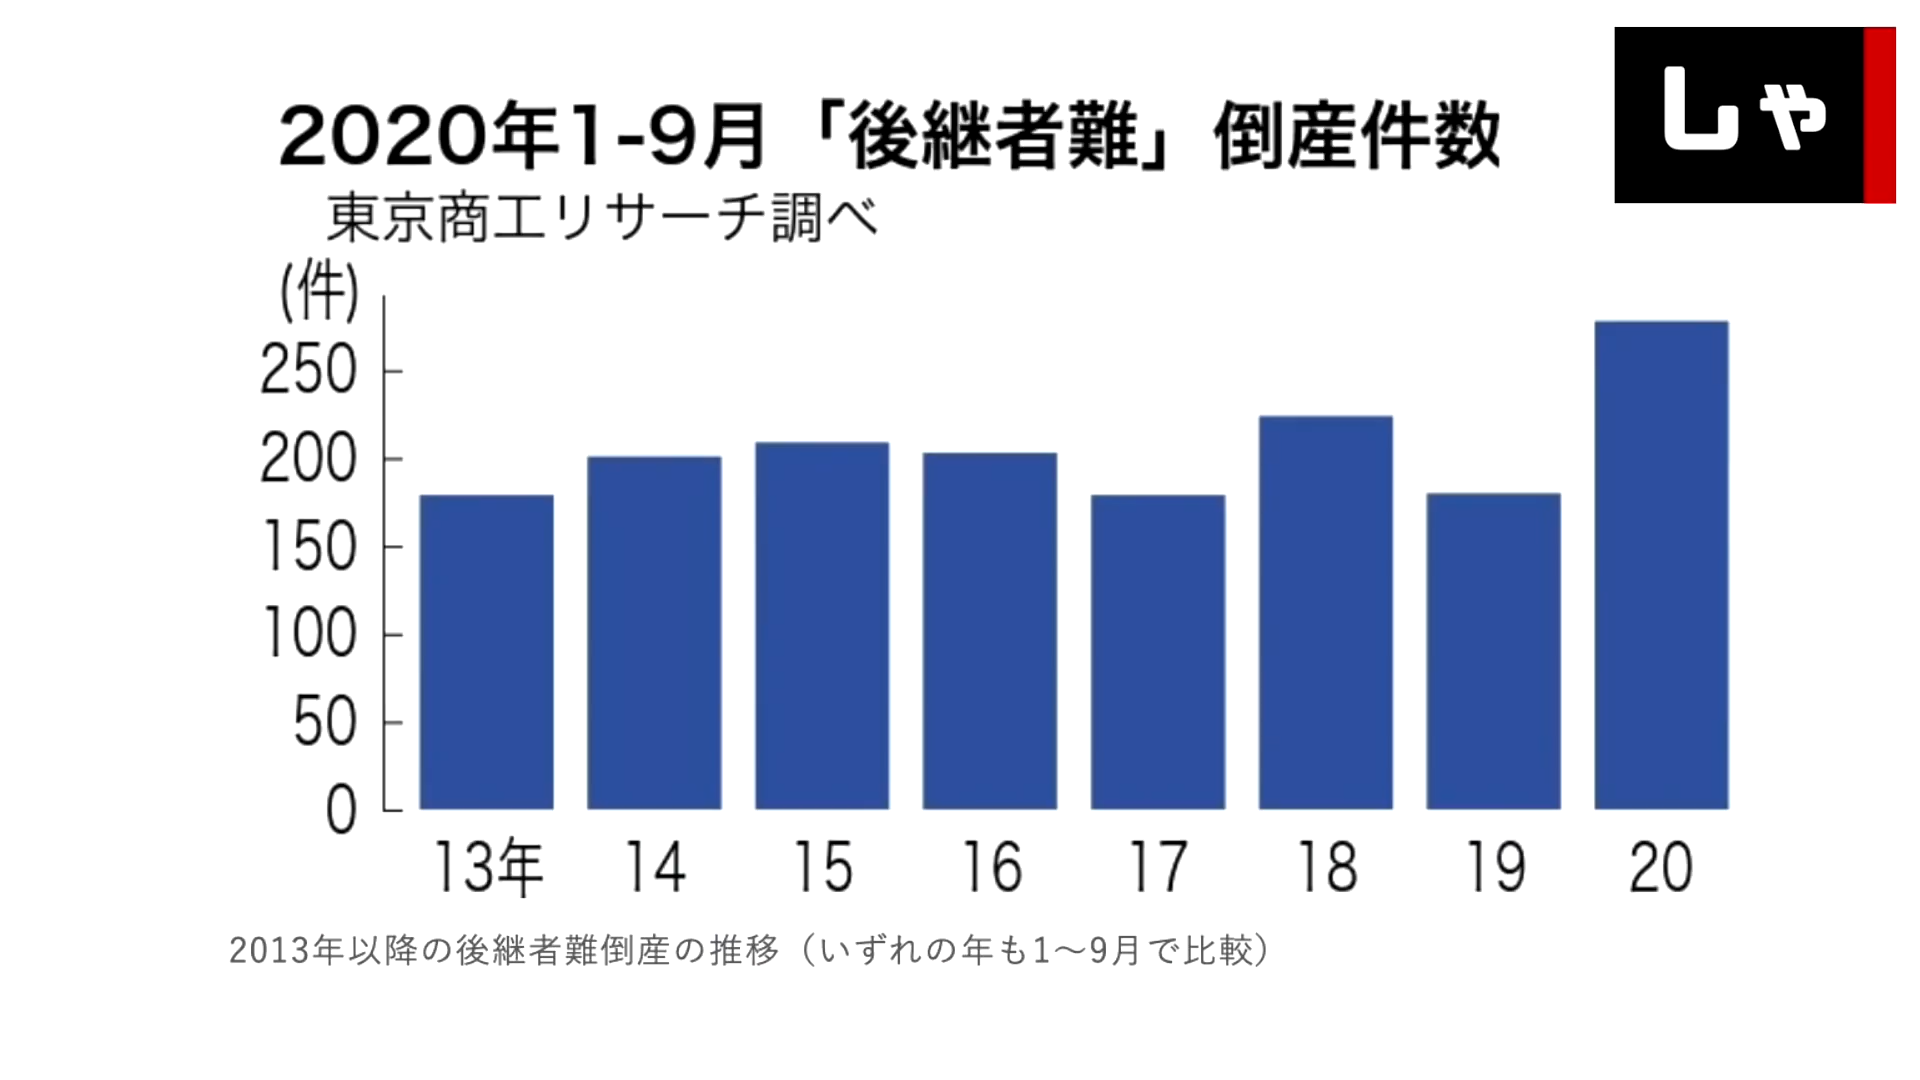 しゃ
2020年1-9月「後継者難」倒産件数
東京商工リサーチ調べ
(件)
250
200
150
100
50
0
13年 14 15 16 17 18 19 20
2013年以降の後継者難倒産の推移（いずれの年も1〜9月で比較）